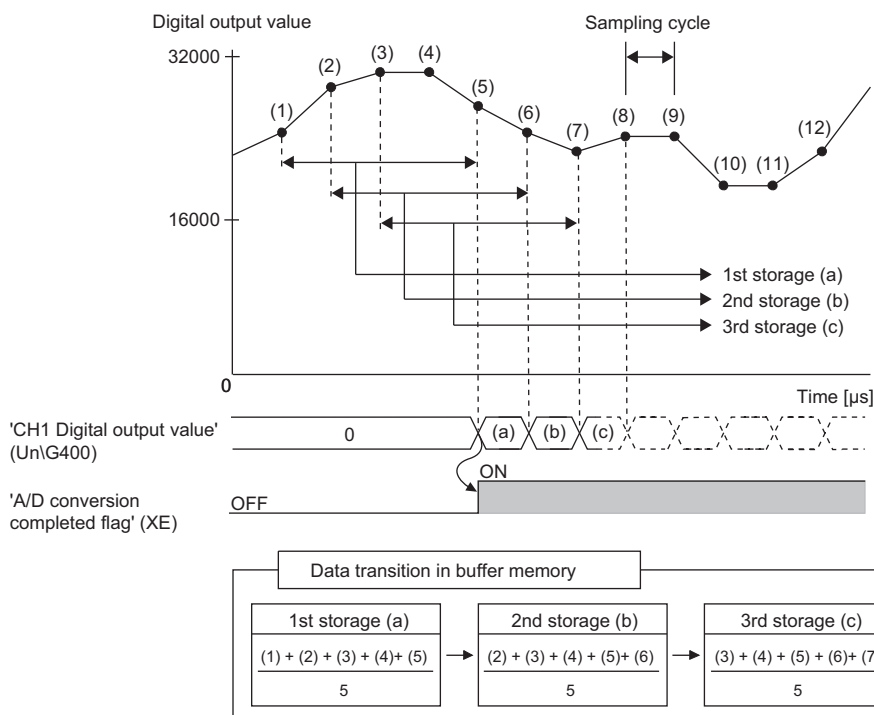 Digital output value
Sampling cycle
32000
(1)
(2)
(3)
(4)
(5)
(6)
(7)
(8)
(9)
(10)
(11)
(12)
16000
1st storage (a)
2nd storage (b)
3rd storage (c)
0
Time [µs]
'CH1 Digital output value'
(Un\G400)
0
(a)
(b)
(c)
ON
'A/D conversion
completed flag' (XE)
OFF
Data transition in buffer memory
1st storage (a)
(1) + (2) + (3) + (4)+ (5)
5
2nd storage (b)
(2) + (3) + (4) + (5)+ (6)
5
3rd storage (c)
(3) + (4) + (5) + (6)+ (7
5